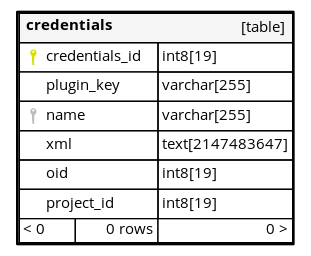 credentials [table]
credentials_id int8[19]
plugin_key varchar[255]
name varchar[255]
xml text[2147483647]
oid int8[19]
project_id int8[19]
< 0 0 rows 0 >